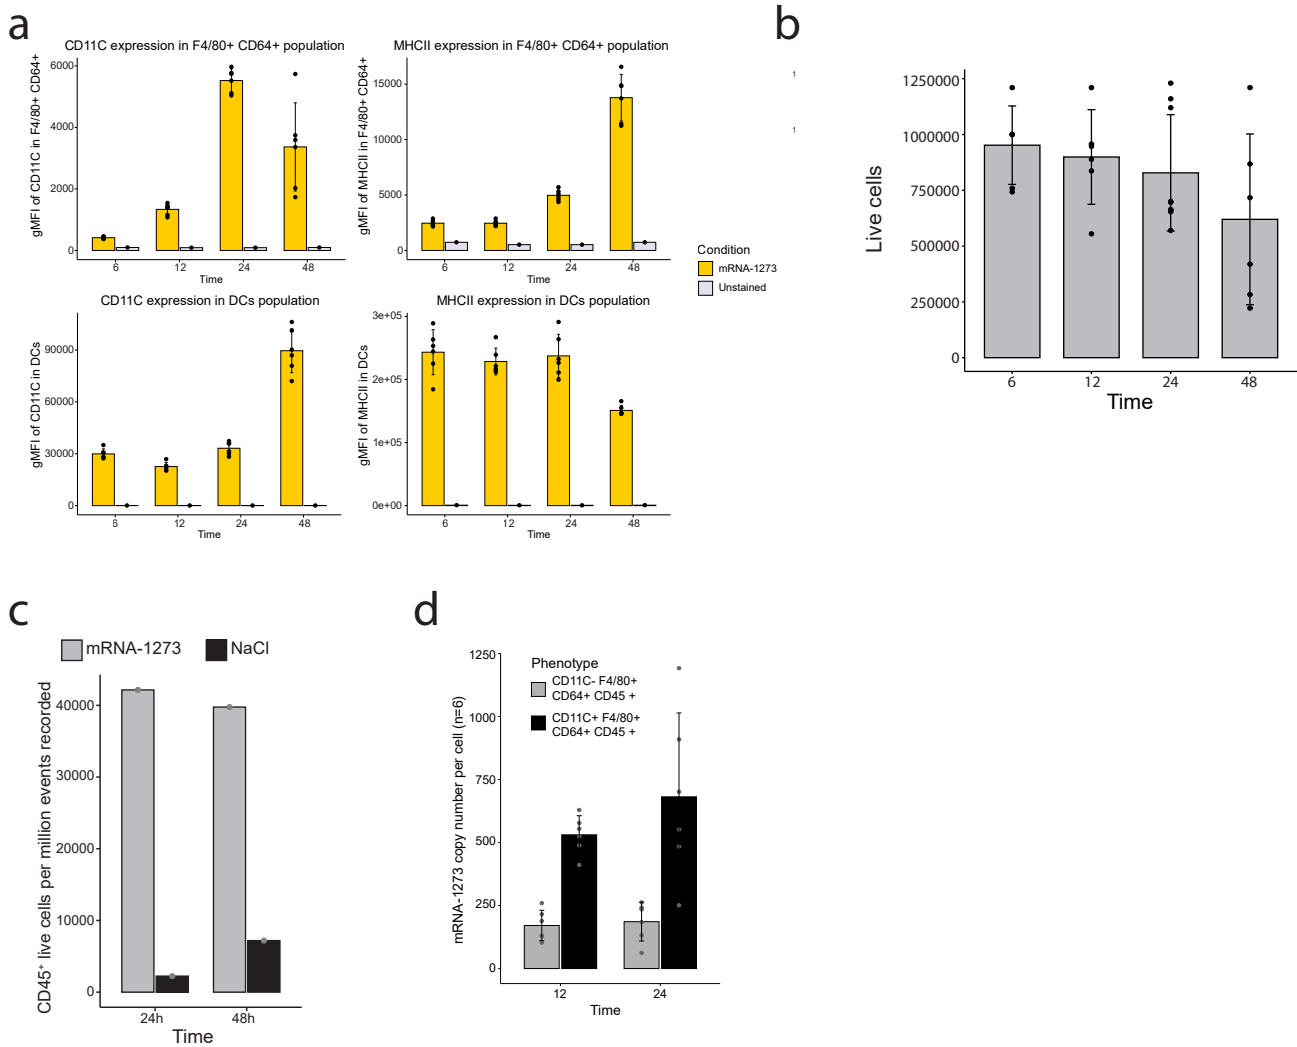 a
CD11C expression in F4/80+ CD64+ population
gMFI of CD11C in F4/80+ CD64+
6000
4000
2000
0
6 12 24 48
Time
MHCII expression in F4/80+ CD64+ population
gMFI of MHCII in F4/80+ CD64+
15000
10000
5000
0
6 12 24 48
Time
Condition
mRNA-1273
Unstained
CD11C expression in DCs population
gMFI of CD11C in DCs
90000
60000
30000
0
6 12 24 48
Time
MHCII expression in DCs population
gMFI of MHCII in DCs
3e+05
2e+05
1e+05
0e+00
6 12 24 48
Time
b
Live cells
1250000
1000000
750000
500000
250000
0
6 12 24 48
Time
c
mRNA-1273 NaCl
CD45⁺ live cells per million events recorded
40000
30000
20000
10000
0
24h 48h
Time
d
mRNA-1273 copy number per cell (n=6)
1250
1000
750
500
250
0
Phenotype
CD11C- F4/80+
CD64+ CD45 +
CD11C+ F4/80+
CD64+ CD45 +
12 24
Time